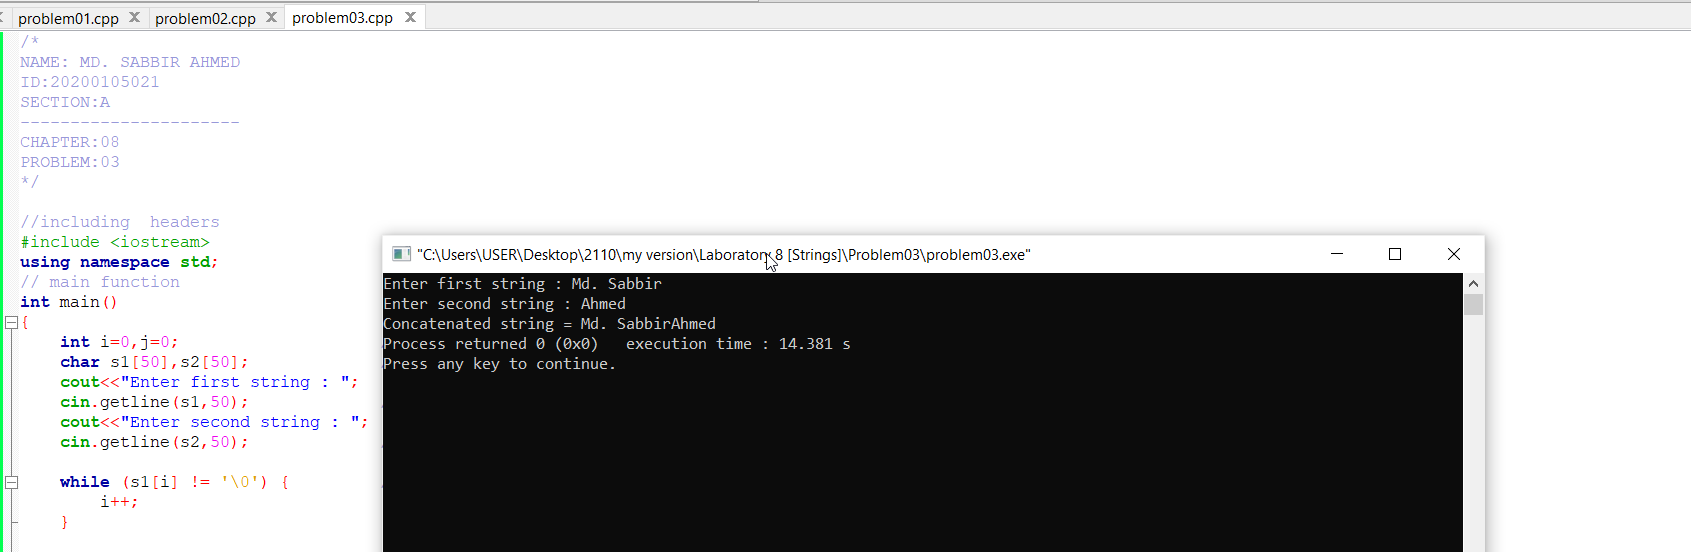 problem01.cpp problem02.cpp problem03.cpp
/*
NAME: MD. SABBIR AHMED
ID:20200105021
SECTION:A
----------------------
CHAPTER:08
PROBLEM:03
*/
//including  headers
#include <iostream>
using namespace std;
// main function
int main()
{
    int i=0,j=0;
    char s1[50],s2[50];
    cout<<"Enter first string : ";
    cin.getline(s1,50);
    cout<<"Enter second string : ";
    cin.getline(s2,50);
    while (s1[i] != '\0') {
        i++;
    }
"C:\Users\USER\Desktop\2110\my version\Laboratory 8 [Strings]\Problem03\problem03.exe"
Enter first string : Md. Sabbir
Enter second string : Ahmed
Concatenated string = Md. SabbirAhmed
Process returned 0 (0x0)   execution time : 14.381 s
Press any key to continue.